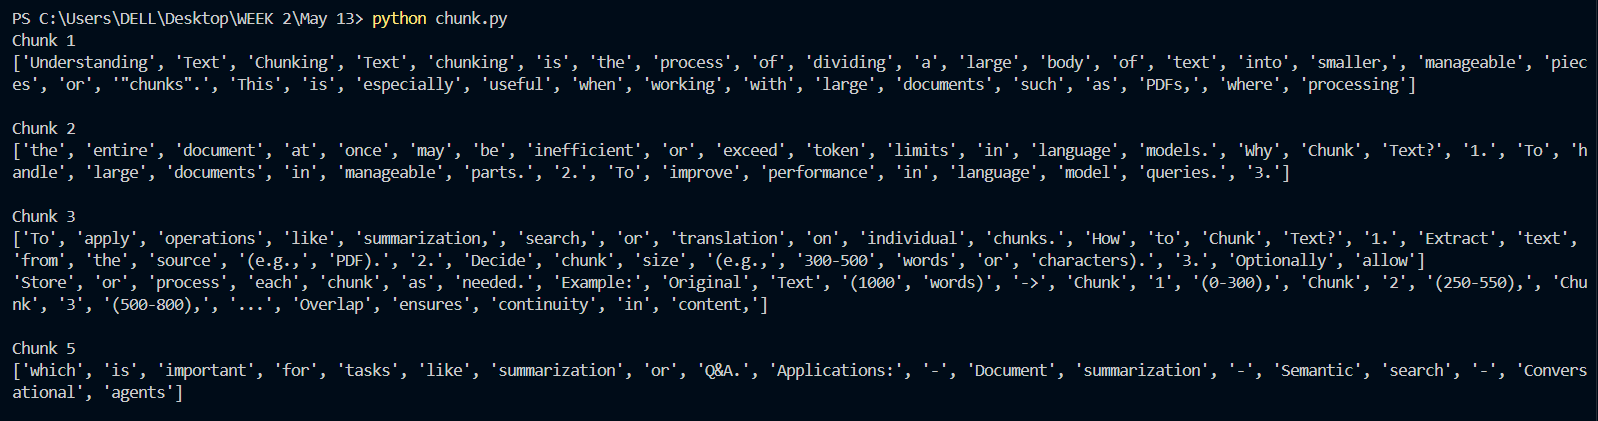 PS C:\Users\DELL\Desktop\WEEK 2\May 13> python chunk.py
Chunk 1
['Understanding', 'Text', 'Chunking', 'Text', 'chunking', 'is', 'the', 'process', 'of', 'dividing', 'a', 'large', 'body', 'of', 'text', 'into', 'smaller,', 'manageable', 'piec
es', 'or', '"chunks".', 'This', 'is', 'especially', 'useful', 'when', 'working', 'with', 'large', 'documents', 'such', 'as', 'PDFs,', 'where', 'processing']
Chunk 2
['the', 'entire', 'document', 'at', 'once', 'may', 'be', 'inefficient', 'or', 'exceed', 'token', 'limits', 'in', 'language', 'models.', 'Why', 'Chunk', 'Text?', '1.', 'To', 'h
andle', 'large', 'documents', 'in', 'manageable', 'parts.', '2.', 'To', 'improve', 'performance', 'in', 'language', 'model', 'queries.', '3.']
Chunk 3
['To', 'apply', 'operations', 'like', 'summarization,', 'search,', 'or', 'translation', 'on', 'individual', 'chunks.', 'How', 'to', 'Chunk', 'Text?', '1.', 'Extract', 'text',
'from', 'the', 'source', '(e.g.,', 'PDF).', '2.', 'Decide', 'chunk', 'size', '(e.g.,', '300-500', 'words', 'or', 'characters).', '3.', 'Optionally', 'allow']
'Store', 'or', 'process', 'each', 'chunk', 'as', 'needed.', 'Example:', 'Original', 'Text', '(1000', 'words)', '->', 'Chunk', '1', '(0-300),', 'Chunk', '2', '(250-550),', 'Chu
nk', '3', '(500-800),', '...', 'Overlap', 'ensures', 'continuity', 'in', 'content,']
Chunk 5
['which', 'is', 'important', 'for', 'tasks', 'like', 'summarization', 'or', 'Q&A.', 'Applications:', '-', 'Document', 'summarization', '-', 'Semantic', 'search', '-', 'Convers
ational', 'agents']